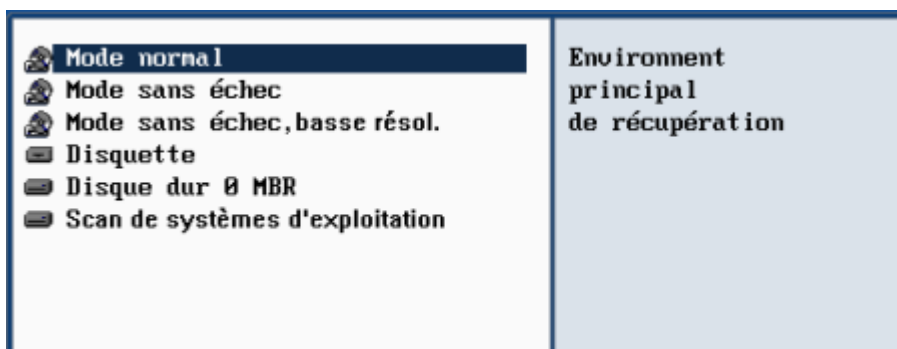 Mode normal
Mode sans échec
Mode sans échec,basse résol.
Disquette
Disque dur 0 MBR
Scan de systèmes d'exploitation
Environnent
principal
de récupération